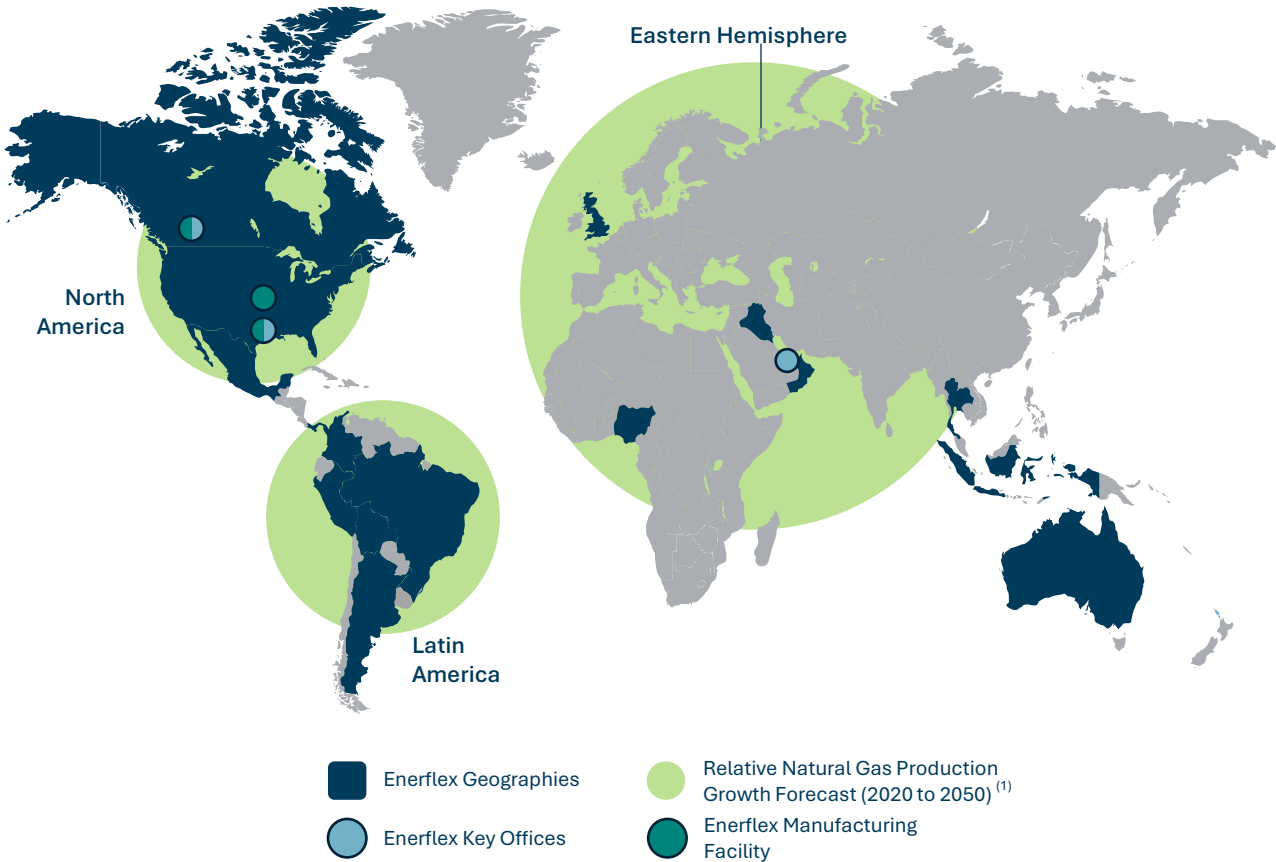 Eastern Hemisphere
North
America
Latin
America
Enerflex Geographies
Relative Natural Gas Production
Growth Forecast (2020 to 2050) (1)
Enerflex Key Offices
Enerflex Manufacturing
Facility